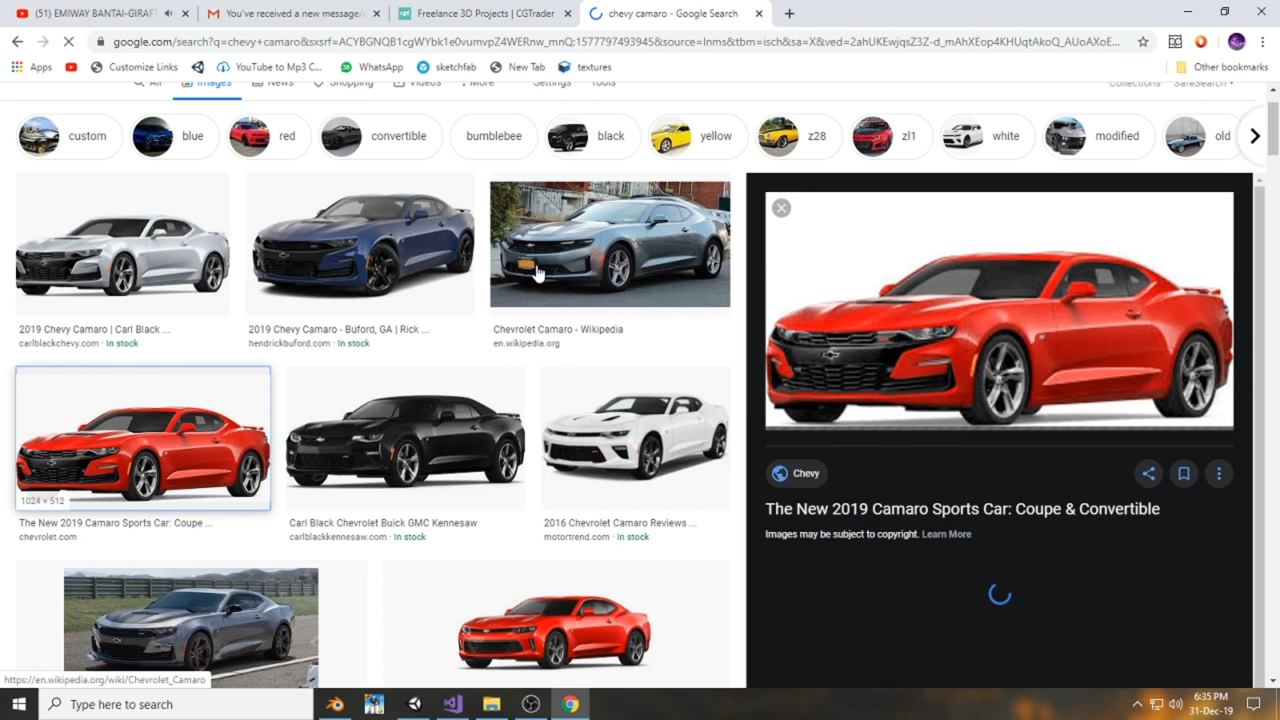 (51) EMIWAY BANTAI-GIRAFT
You've received a new message/
Freelance 3D Projects | CGTrader
chevy camaro - Google Search
google.com/search?q=chevy+camaro&sxsrf=ACYBGNQB1cgWYbk1e0vumvpZ4WERnw_mnQ:1577797493945&source=lnms&tbm=isch&sa=X&ved=2ahUKEwjqsZ3Z-d_mAhXEop4KHUqtAkoQ_AUoAXoE...
Apps Customize Links YouTube to Mp3 C... WhatsApp sketchfab New Tab textures Other bookmarks
All Images News Shopping Videos More Settings Tools Collections SafeSearch
custom blue red convertible bumblebee black yellow z28 zl1 white modified old
2019 Chevy Camaro | Carl Black ...
carlblackchevy.com · In stock
2019 Chevy Camaro - Buford, GA | Rick ...
hendrickbuford.com · In stock
Chevrolet Camaro - Wikipedia
en.wikipedia.org
1024 × 512
The New 2019 Camaro Sports Car: Coupe ...
chevrolet.com
Carl Black Chevrolet Buick GMC Kennesaw
carlblackkennesaw.com · In stock
2016 Chevrolet Camaro Reviews ...
motortrend.com · In stock
Chevy
The New 2019 Camaro Sports Car: Coupe & Convertible
Images may be subject to copyright. Learn More
https://en.wikipedia.org/wiki/Chevrolet_Camaro
Type here to search
6:35 PM
31-Dec-19